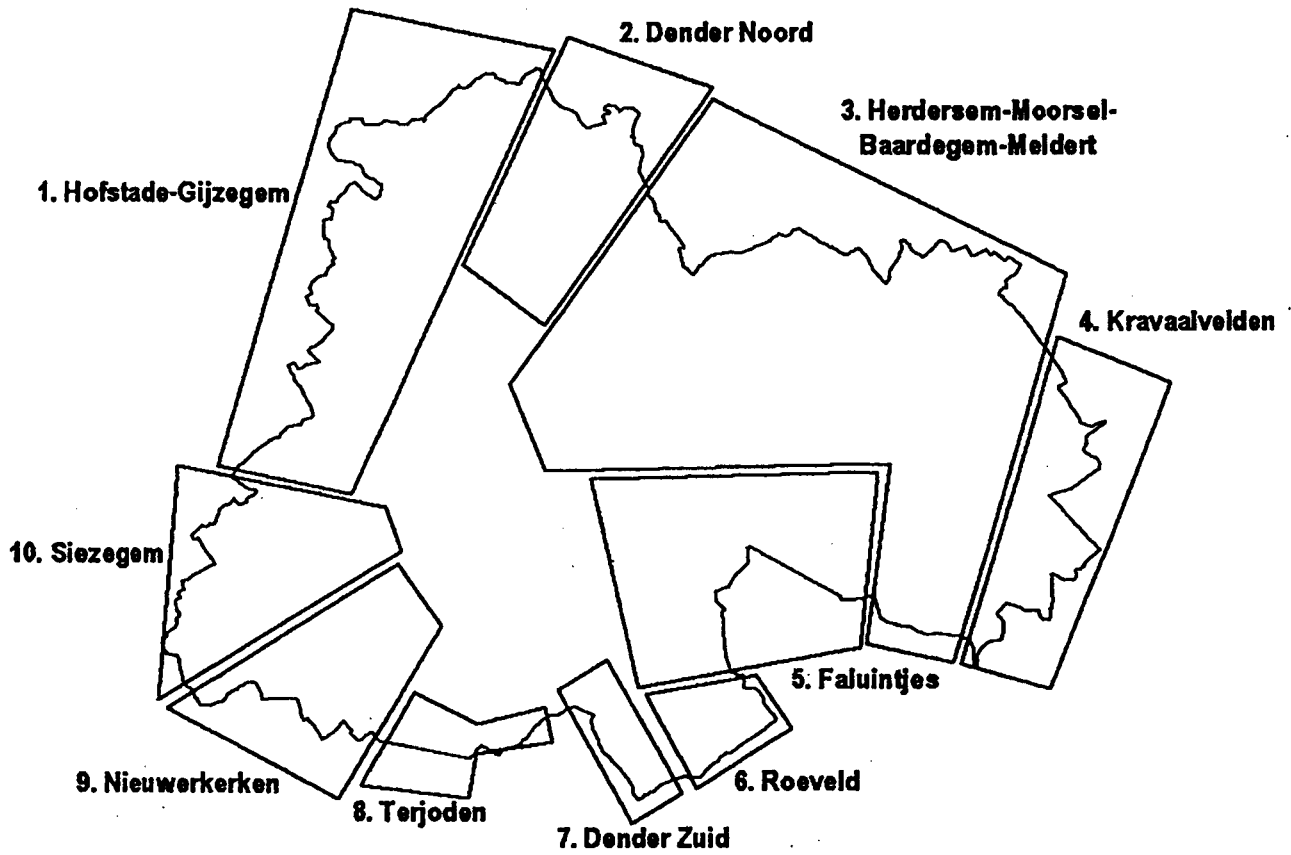 2. Dender Noord
3. Herdersem-Moorsel-
Baardegem-Meldert
1. Hofstade-Gijzegem
4. Kravaalvelden
10. Siezegem
5. Faluintjes
6. Roeveld
9. Nieuwerkerken
8. Terjoden
7. Dender Zuid